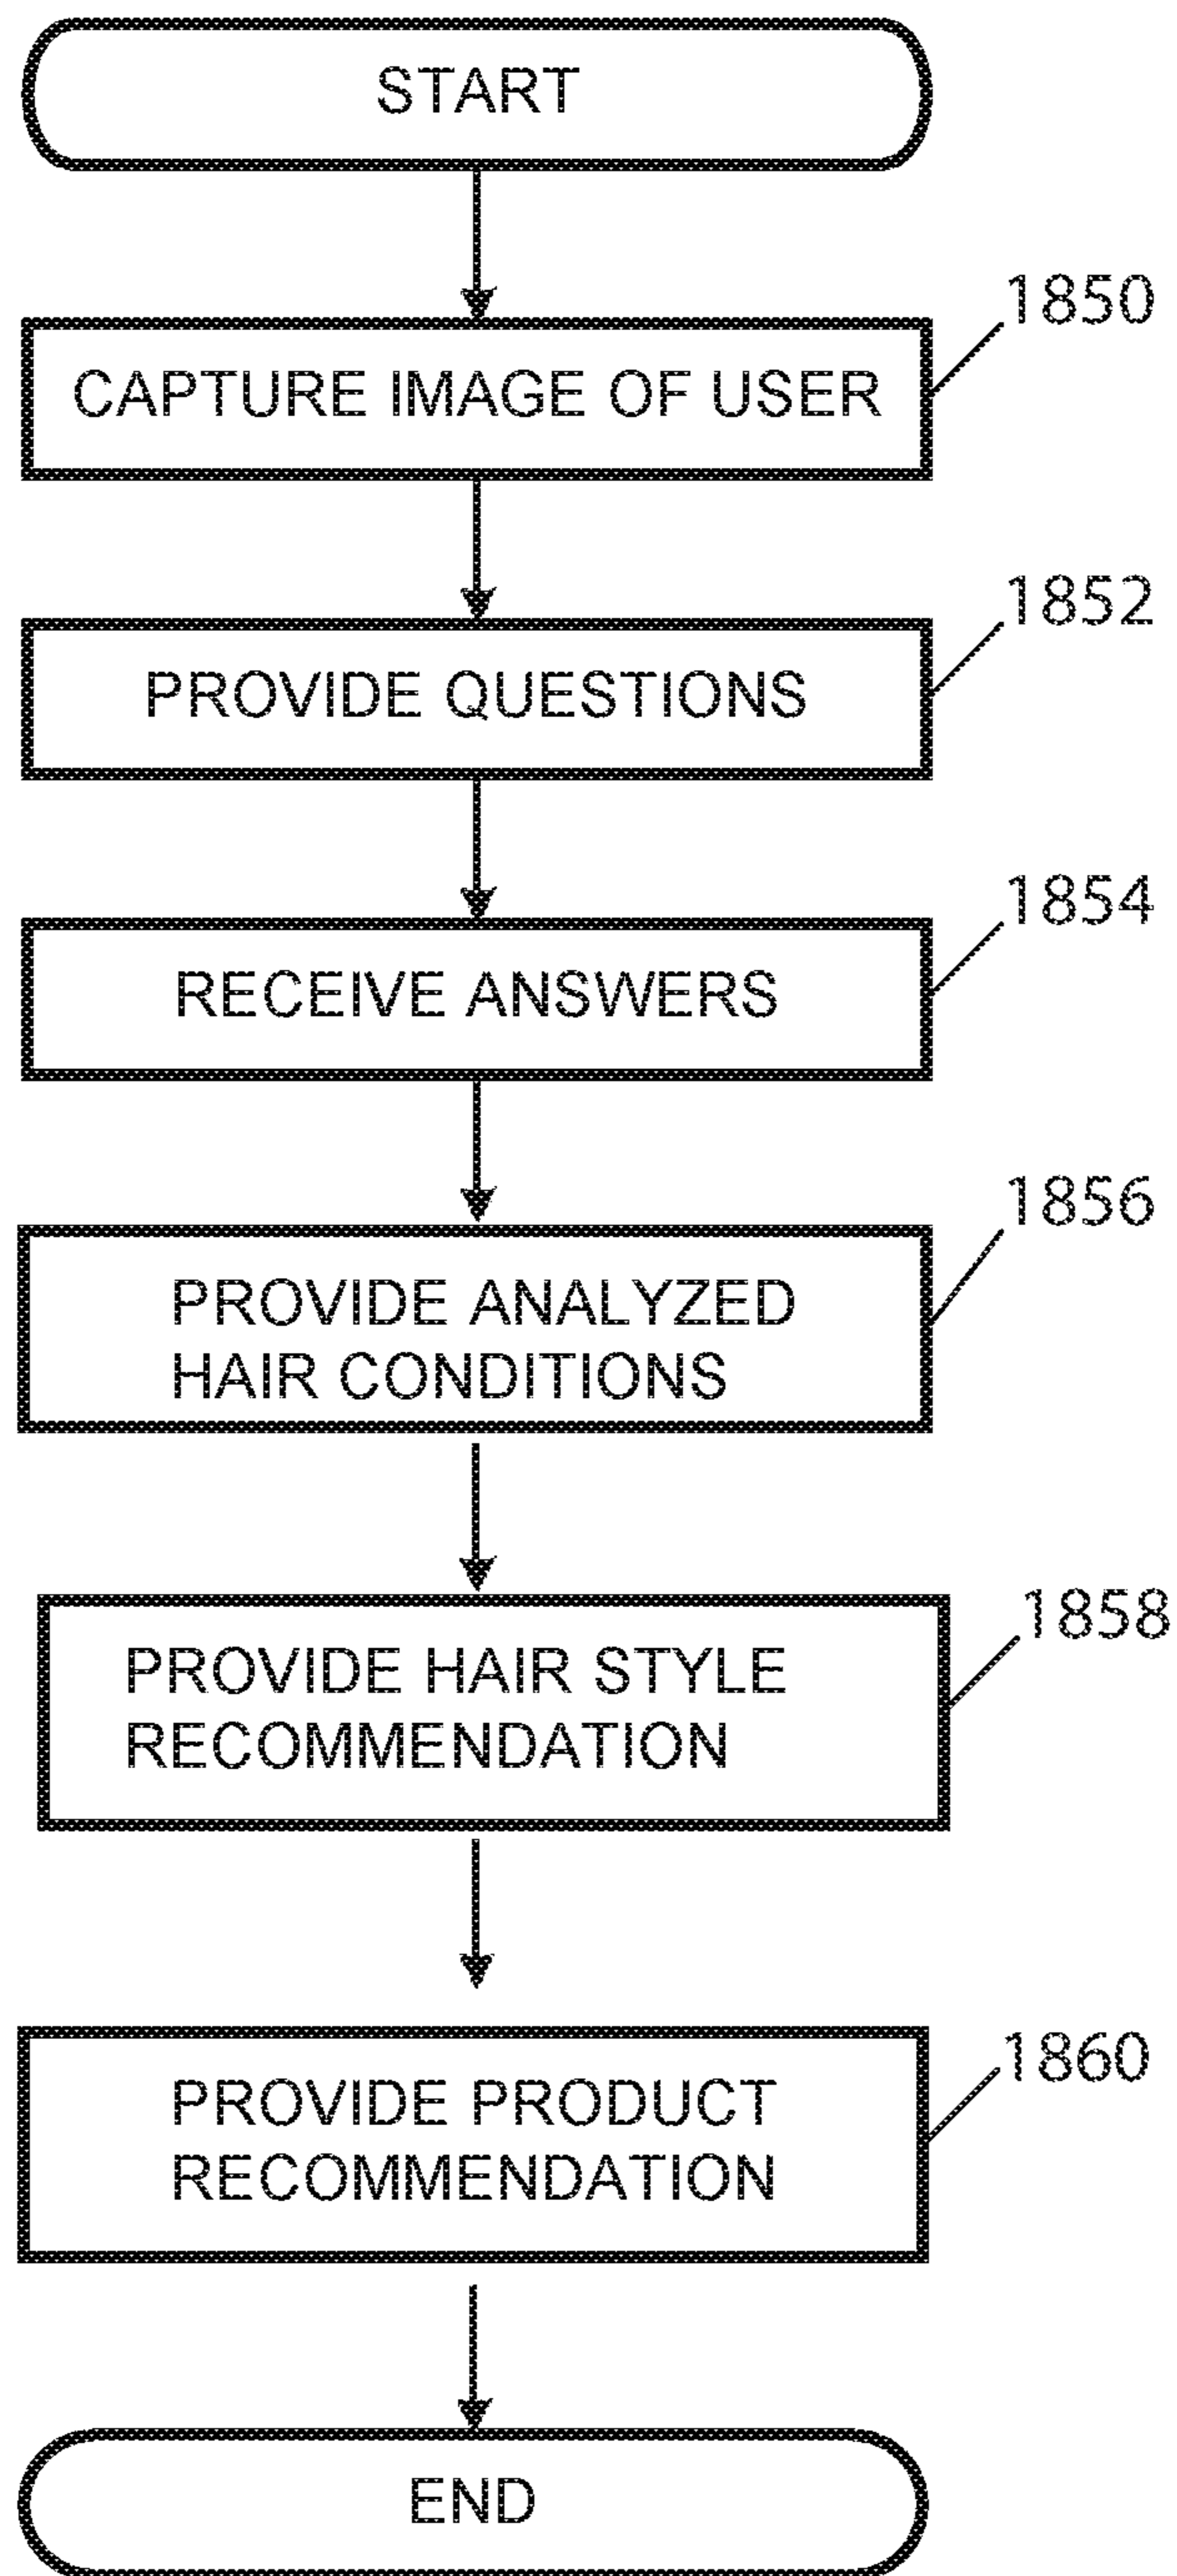 START
1850
CAPTURE IMAGE OF USER
1852
PROVIDE QUESTIONS
1854
RECEIVE ANSWERS
1856
PROVIDE ANALYZED
HAIR CONDITIONS
1858
PROVIDE HAIR STYLE
RECOMMENDATION
1860
PROVIDE PRODUCT
RECOMMENDATION
END